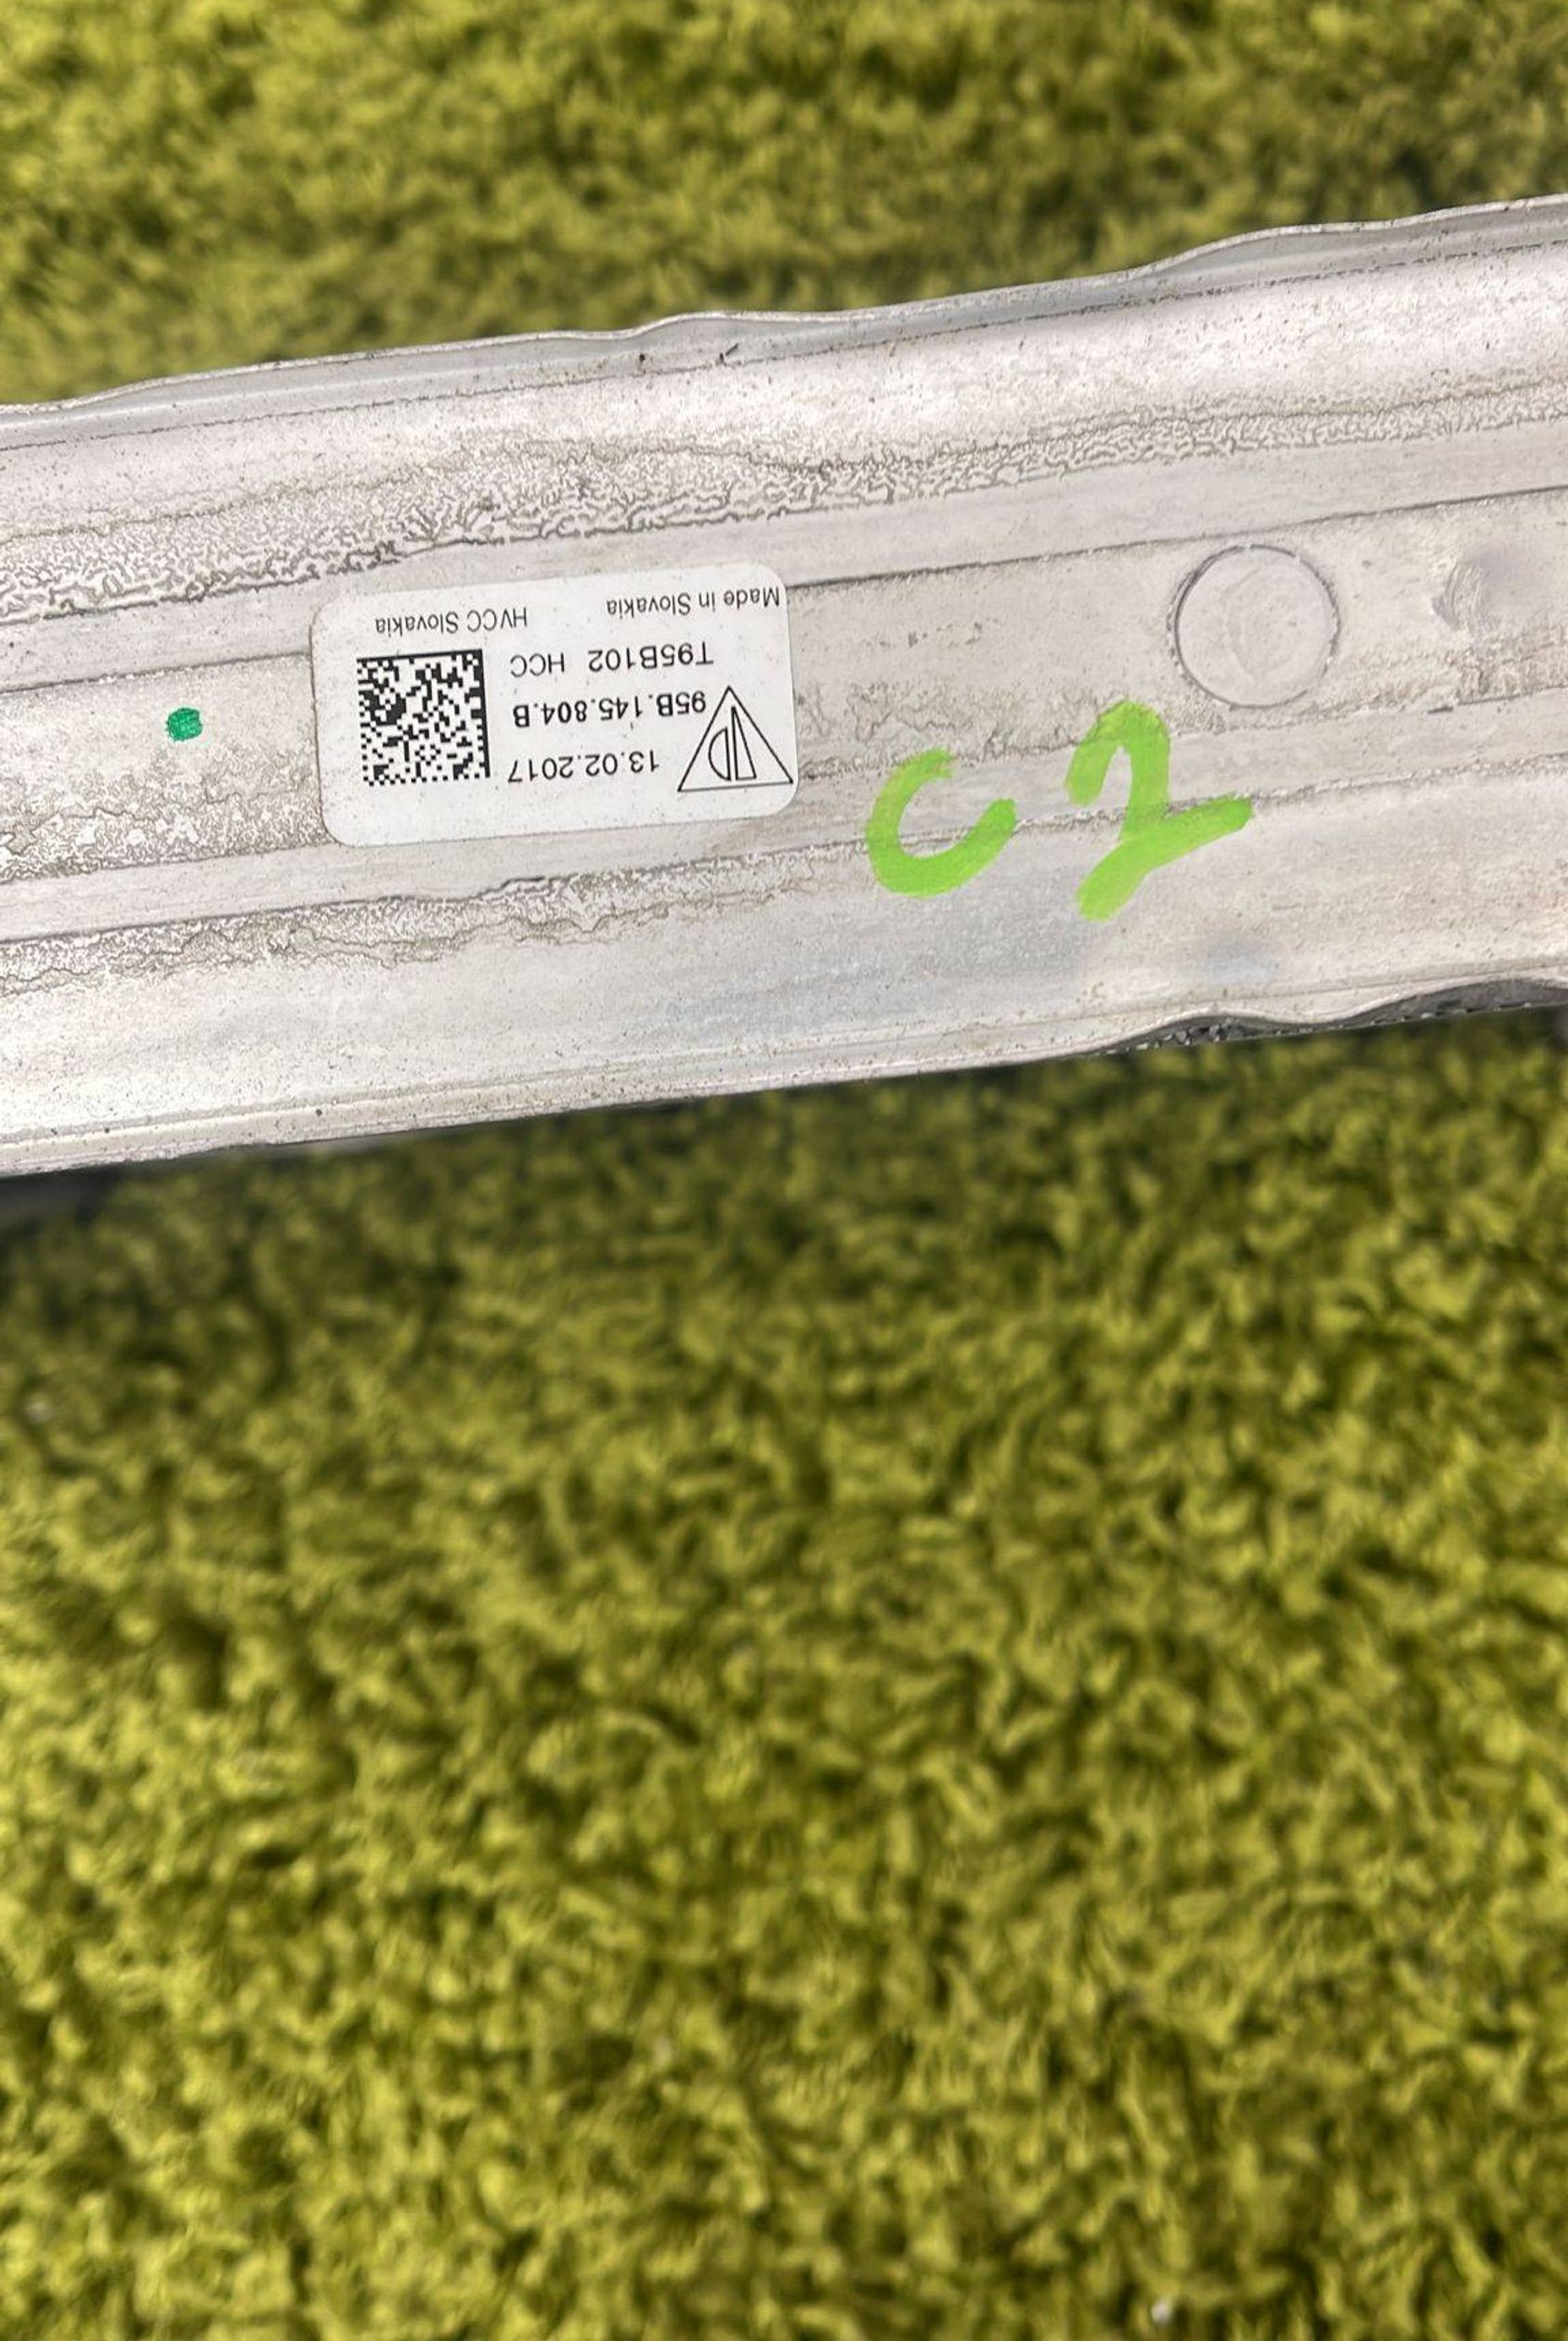 13.02.2017
95B.145.804.B
T95B102 HCC
Made in Slovakia HVCC Slovakia
C2